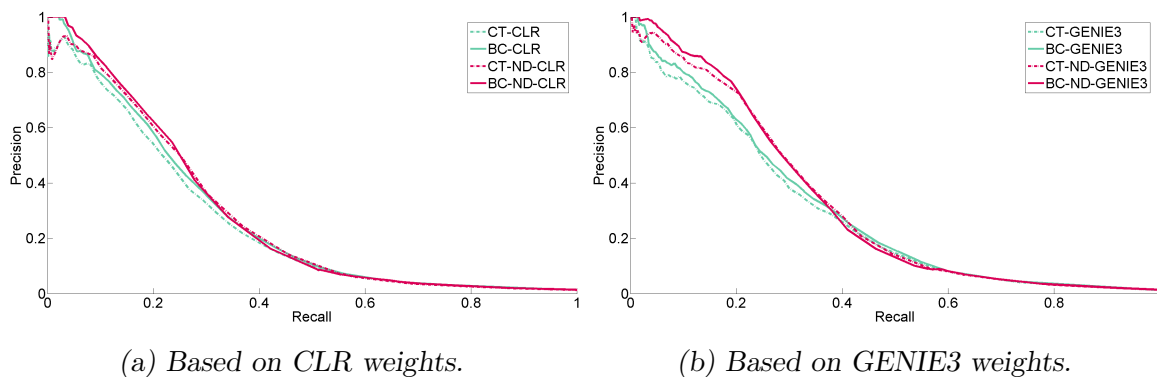 1
0.8
0.6
0.4
0.2
0
Precision
0
0.2
0.4
0.6
0.8
1
Recall
CT-CLR
BC-CLR
CT-ND-CLR
BC-ND-CLR
(a) Based on CLR weights.
1
0.8
0.6
0.4
0.2
0
Precision
0
0.2
0.4
0.6
0.8
Recall
CT-GENIE3
BC-GENIE3
CT-ND-GENIE3
BC-ND-GENIE3
(b) Based on GENIE3 weights.